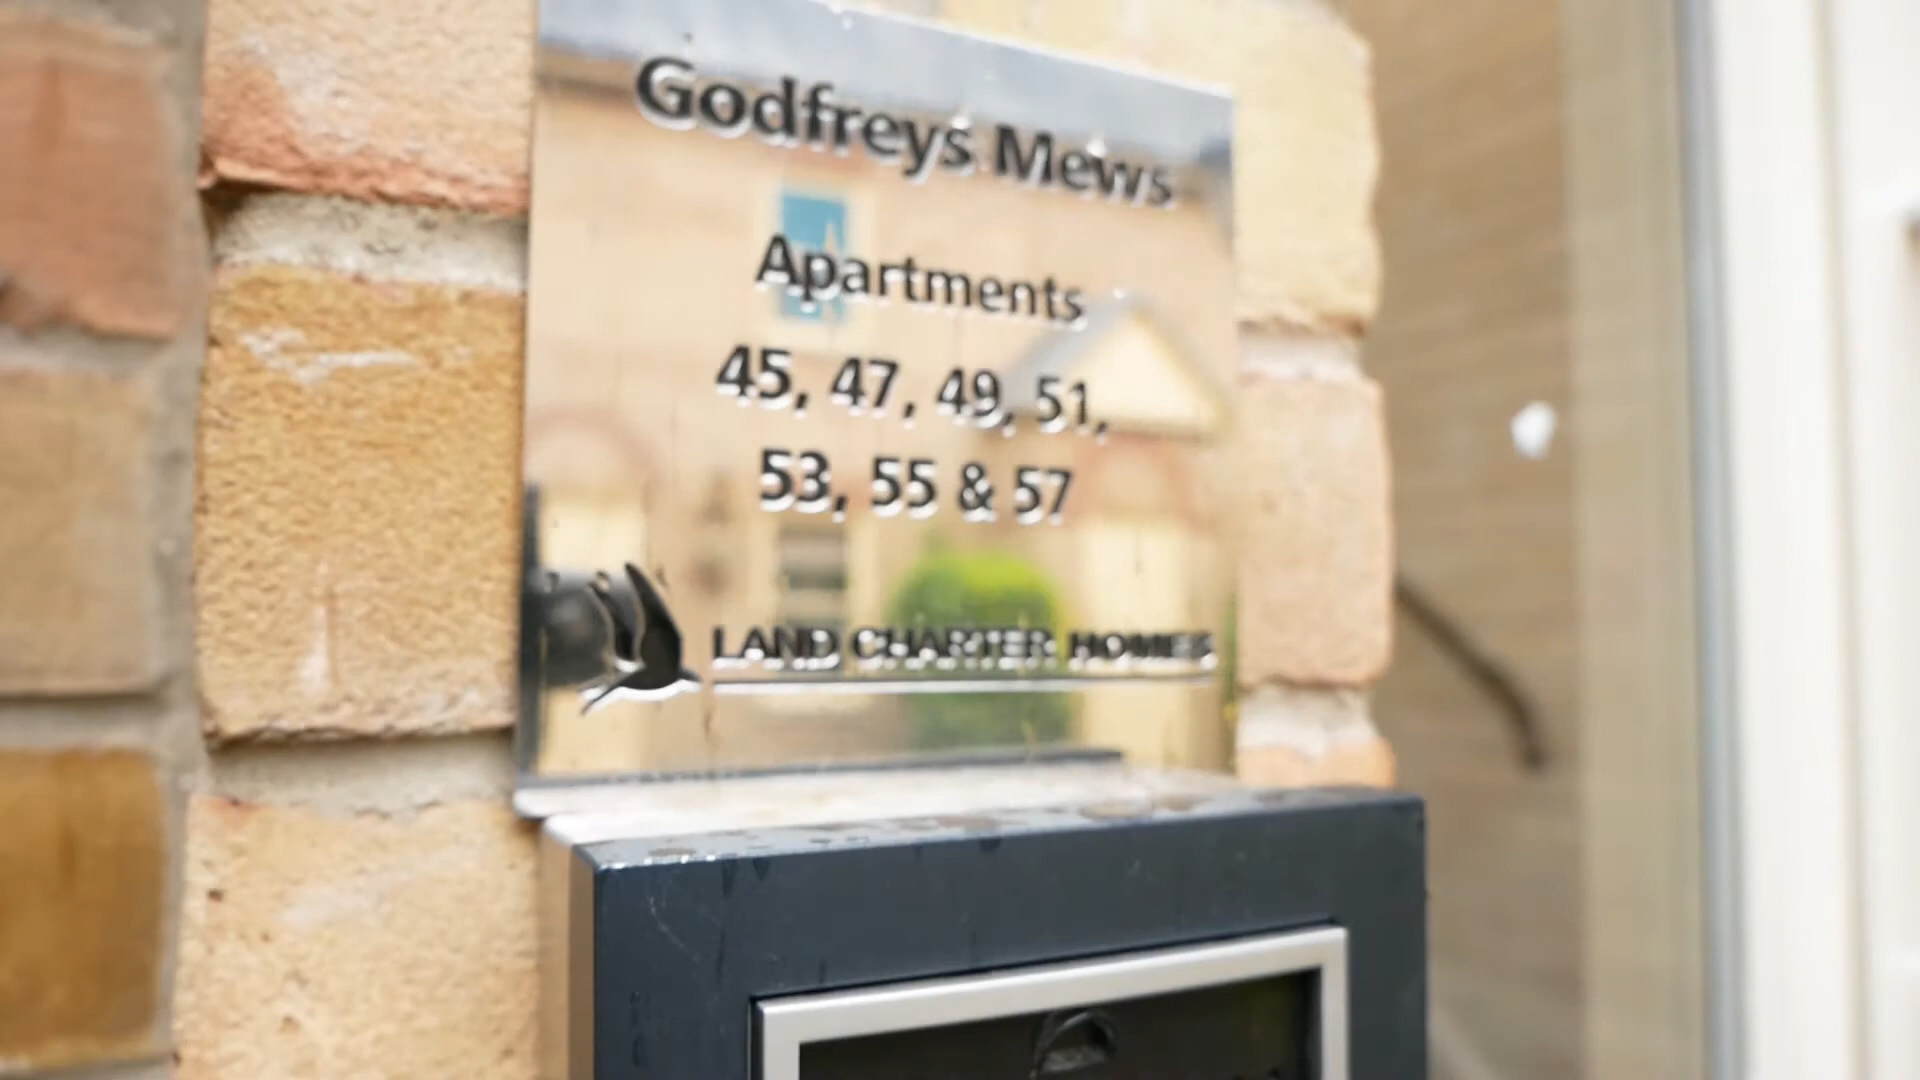 Godfreys Mews
Apartments
45, 47, 49, 51,
53, 55 & 57
LAND CHARTER HOMES